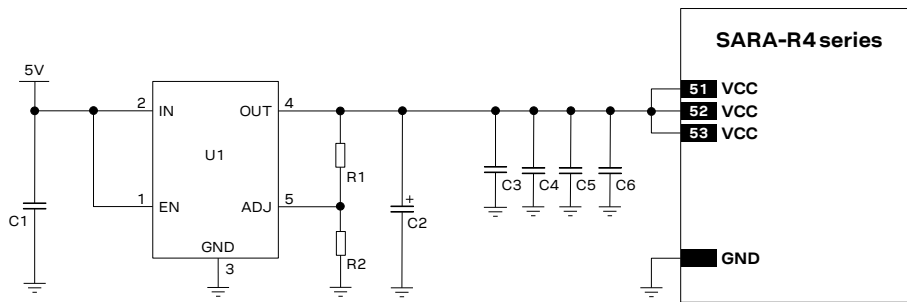 SARA-R4 series
5V
2 IN OUT 4
51 VCC
52 VCC
53 VCC
U1
R1
C3 C4 C5 C6
1 EN ADJ 5
C1
C2
GND
3
R2
GND